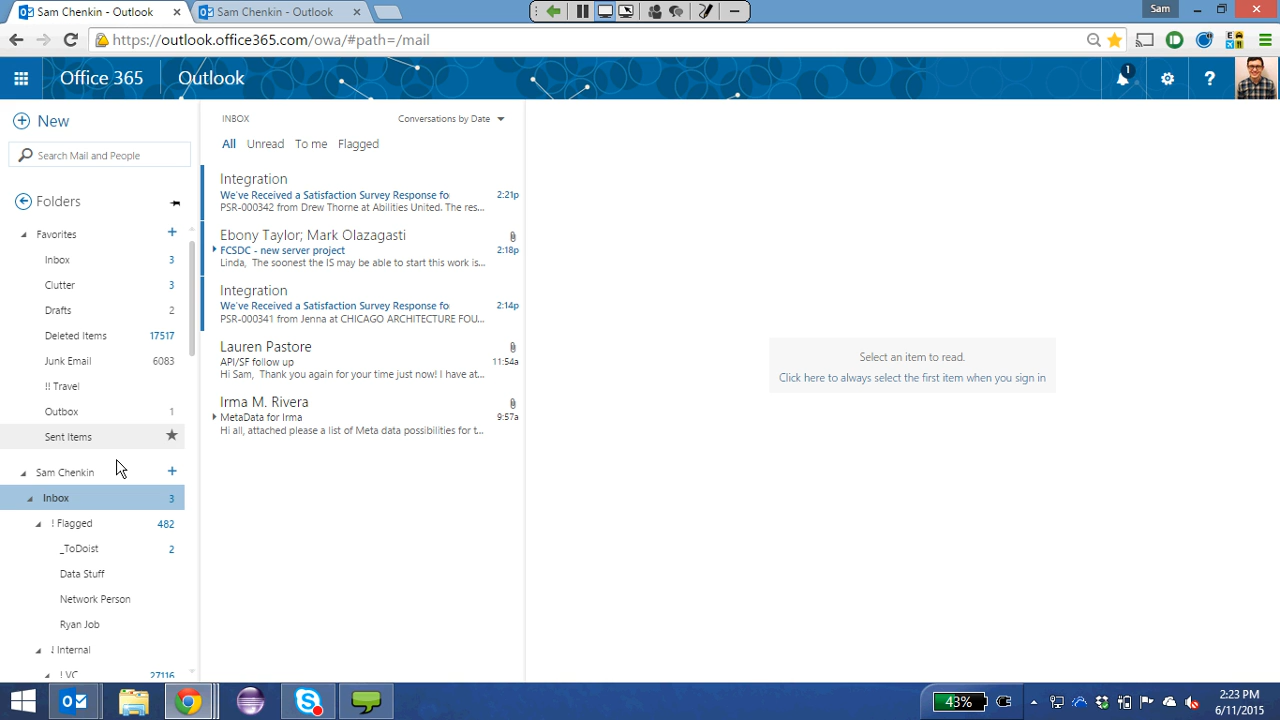 Sam Chenkin - Outlook
Sam Chenkin - Outlook
Sam
https://outlook.office365.com/owa/#path=/mail
Office 365
Outlook
1
New
Search Mail and People
Folders
Favorites
Inbox 3
Clutter 3
Drafts 2
Deleted Items 17517
Junk Email 6083
!! Travel
Outbox 1
Sent Items
Sam Chenkin
Inbox 3
! Flagged 482
_ToDoist 2
Data Stuff
Network Person
Ryan Job
! Internal
! VC 27116
INBOX Conversations by Date
All Unread To me Flagged
Integration
We've Received a Satisfaction Survey Response fo 2:21p
PSR-000342 from Drew Thorne at Abilities United. The res...
Ebony Taylor; Mark Olazagasti
FCSDC - new server project 2:18p
Linda, The soonest the IS may be able to start this work is...
Integration
We've Received a Satisfaction Survey Response fo 2:14p
PSR-000341 from Jenna at CHICAGO ARCHITECTURE FOU...
Lauren Pastore
API/SF follow up 11:54a
Hi Sam, Thank you again for your time just now! I have at...
Irma M. Rivera
MetaData for Irma 9:57a
Hi all, attached please a list of Meta data possibilities for t...
Select an item to read.
Click here to always select the first item when you sign in
43%
2:23 PM
6/11/2015